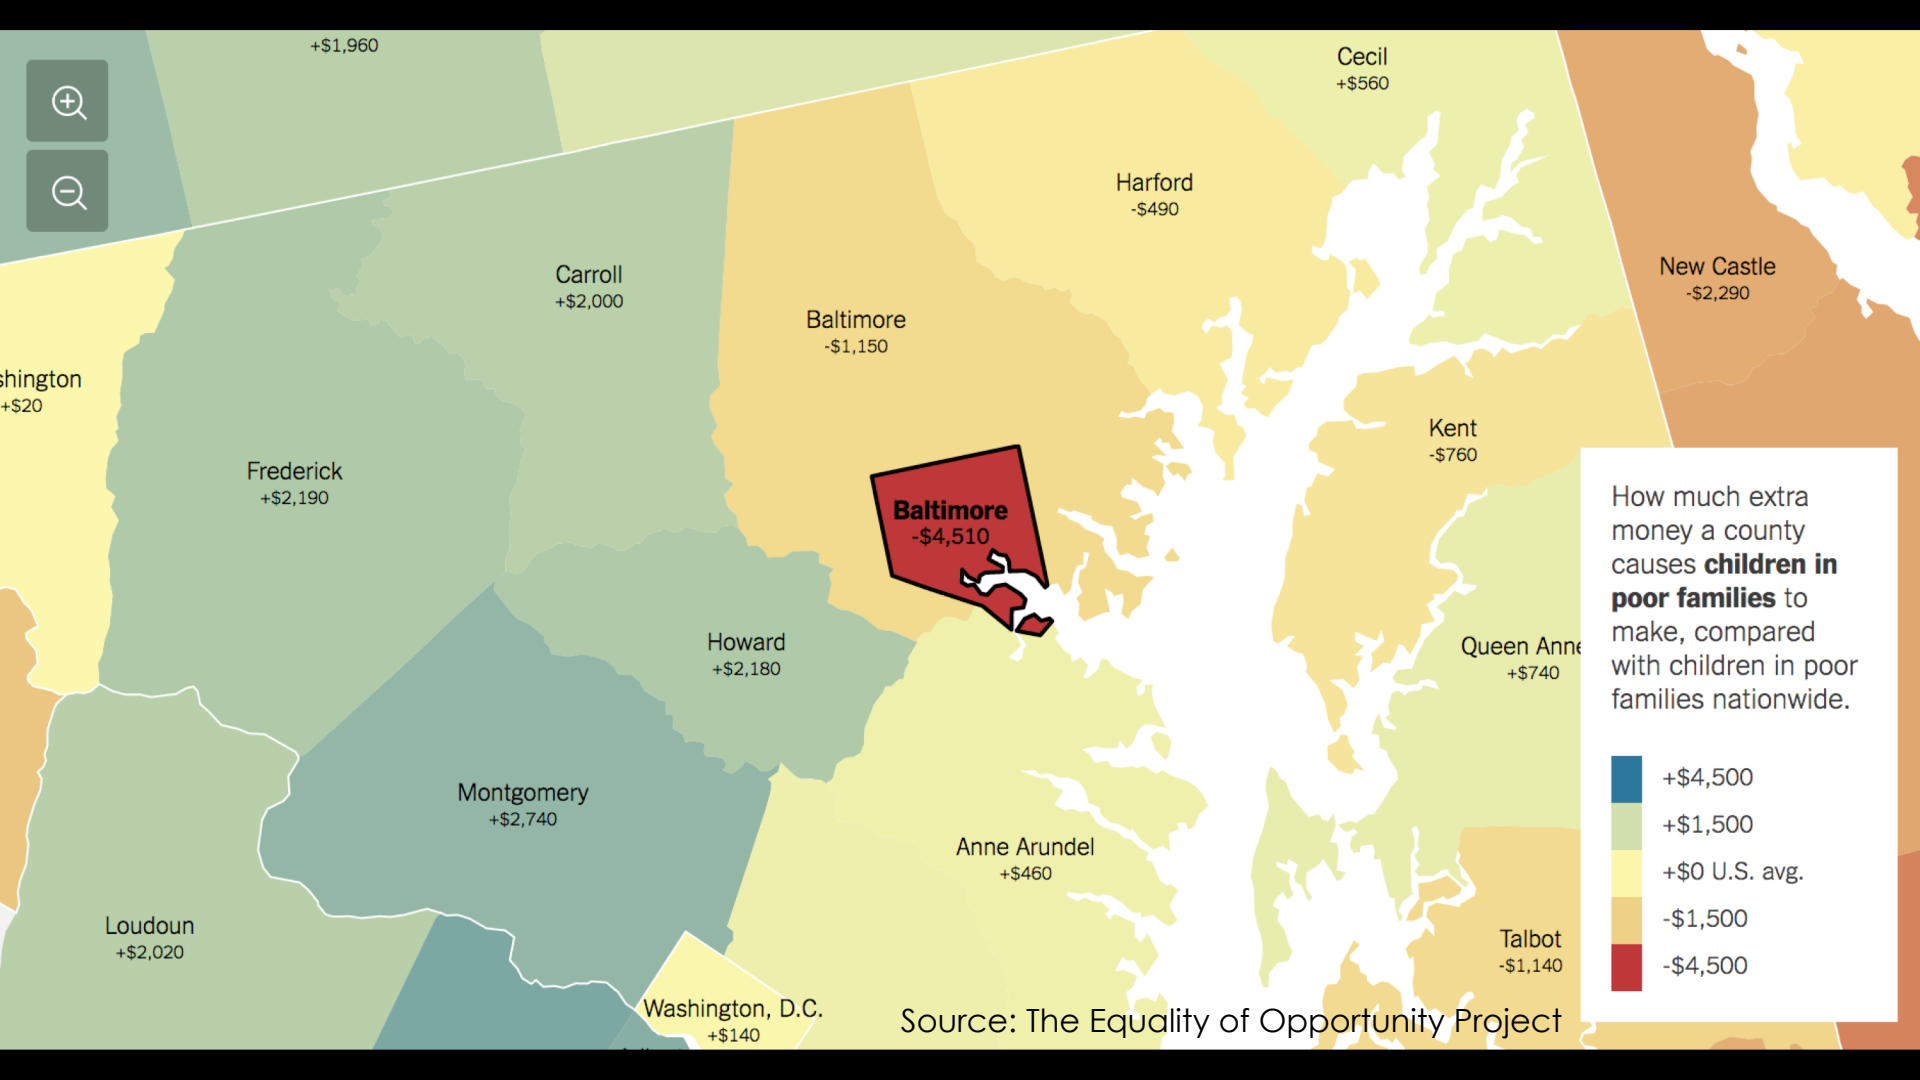 +$1,960
Cecil
+$560
Harford
-$490
Carroll
+$2,000
New Castle
-$2,290
Baltimore
-$1,150
shington
+$20
Kent
-$760
Frederick
+$2,190
Baltimore
-$4,510
Howard
+$2,180
Queen Anne
+$740
Montgomery
+$2,740
Anne Arundel
+$460
Loudoun
+$2,020
Talbot
-$1,140
Washington, D.C.
+$140
Source: The Equality of Opportunity Project
How much extra
money a county
causes children in
poor families to
make, compared
with children in poor
families nationwide.
+$4,500
+$1,500
+$0 U.S. avg.
-$1,500
-$4,500